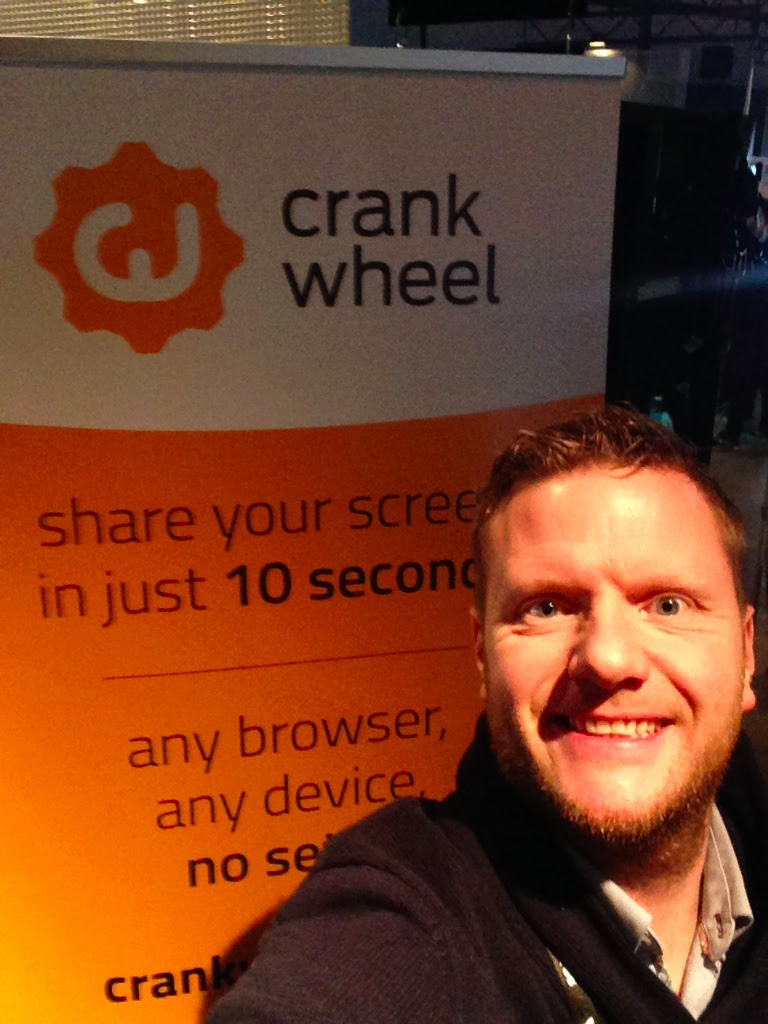 crank
wheel
share your scree
in just 10 second
any browser,
any device,
no se
crank